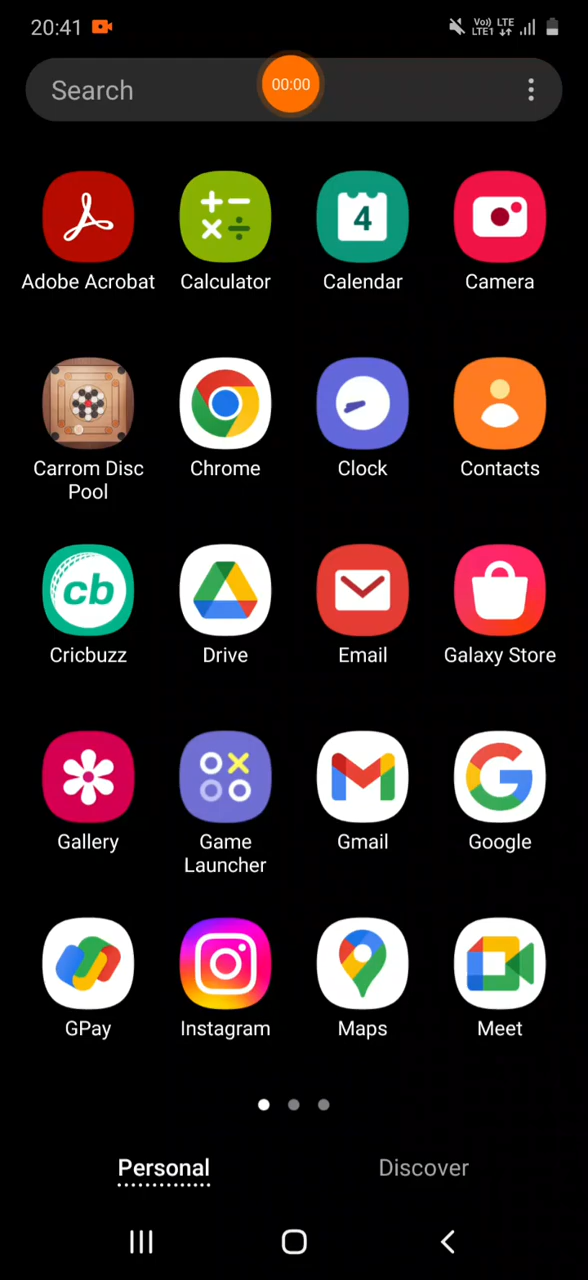 20:41
Vo)) LTE
LTE1
Search
00:00
4
Adobe Acrobat
Calculator
Calendar
Camera
Carrom Disc
Pool
Chrome
Clock
Contacts
cb
Cricbuzz
Drive
Email
Galaxy Store
Gallery
Game
Launcher
Gmail
Google
GPay
Instagram
Maps
Meet
Personal
Discover